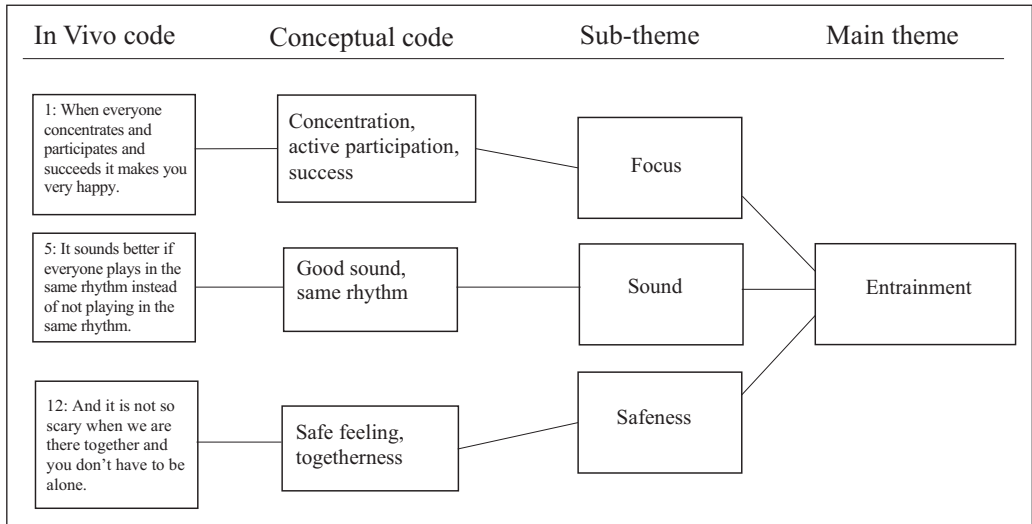 In Vivo code
Conceptual code
Sub-theme
Main theme
1: When everyone
concentrates and
participates and
succeeds it makes you
very happy.
Concentration,
active participation,
success
Focus
5: It sounds better if
everyone plays in the
same rhythm instead
of not playing in the
same rhythm.
Good sound,
same rhythm
Sound
Entrainment
12: And it is not so
scary when we are
there together and
you don’t have to be
alone.
Safe feeling,
togetherness
Safeness